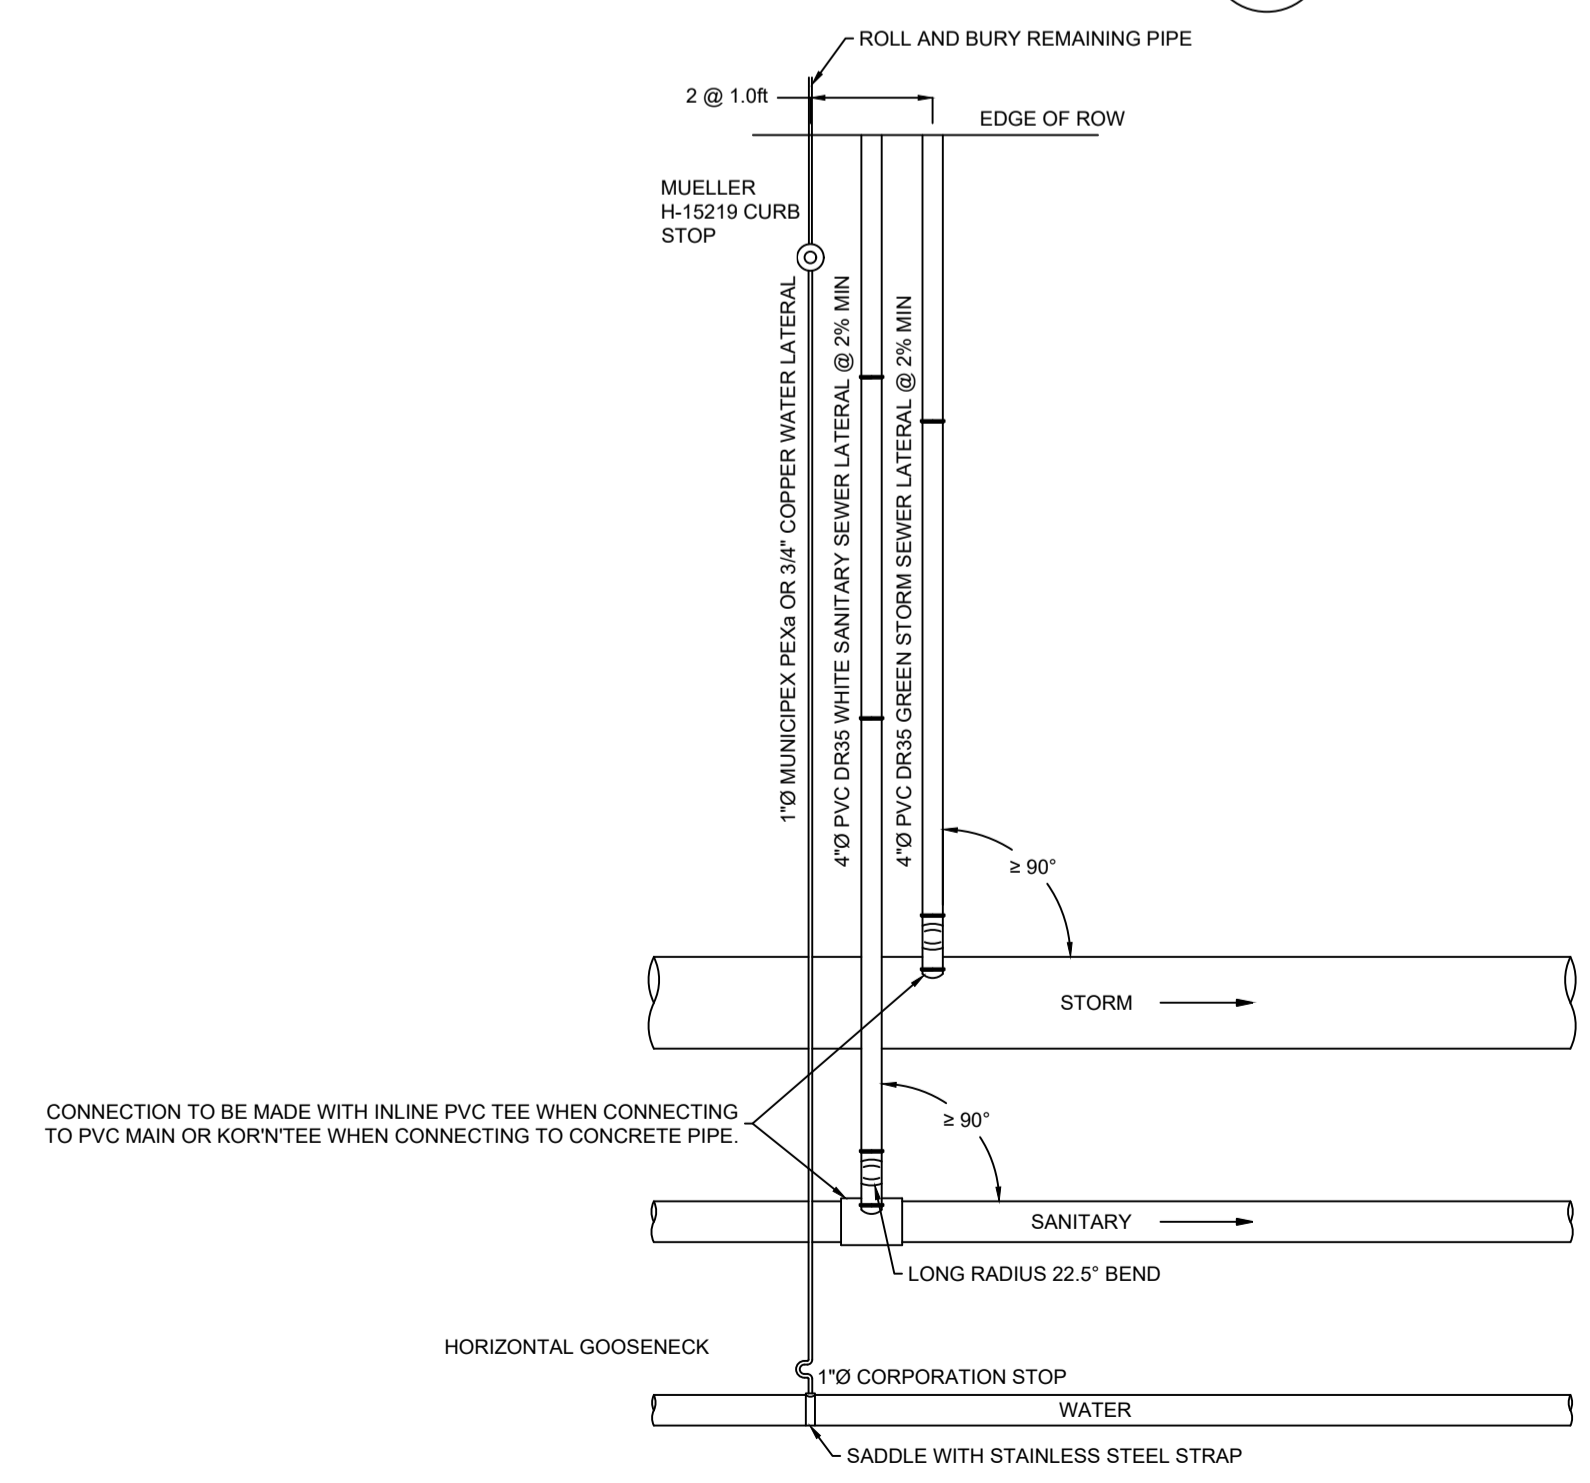 ROLL AND BURY REMAINING PIPE
2 @ 1.0ft
EDGE OF ROW
MUELLER
H-15219 CURB
STOP
1"Ø MUNICIPEX PEXa OR 3/4" COPPER WATER LATERAL
4"Ø PVC DR35 WHITE SANITARY SEWER LATERAL @ 2% MIN
4"Ø PVC DR35 GREEN STORM SEWER LATERAL @ 2% MIN
≥ 90°
STORM
CONNECTION TO BE MADE WITH INLINE PVC TEE WHEN CONNECTING
TO PVC MAIN OR KOR'N'TEE WHEN CONNECTING TO CONCRETE PIPE.
≥ 90°
SANITARY
LONG RADIUS 22.5° BEND
HORIZONTAL GOOSENECK
1"Ø CORPORATION STOP
WATER
SADDLE WITH STAINLESS STEEL STRAP